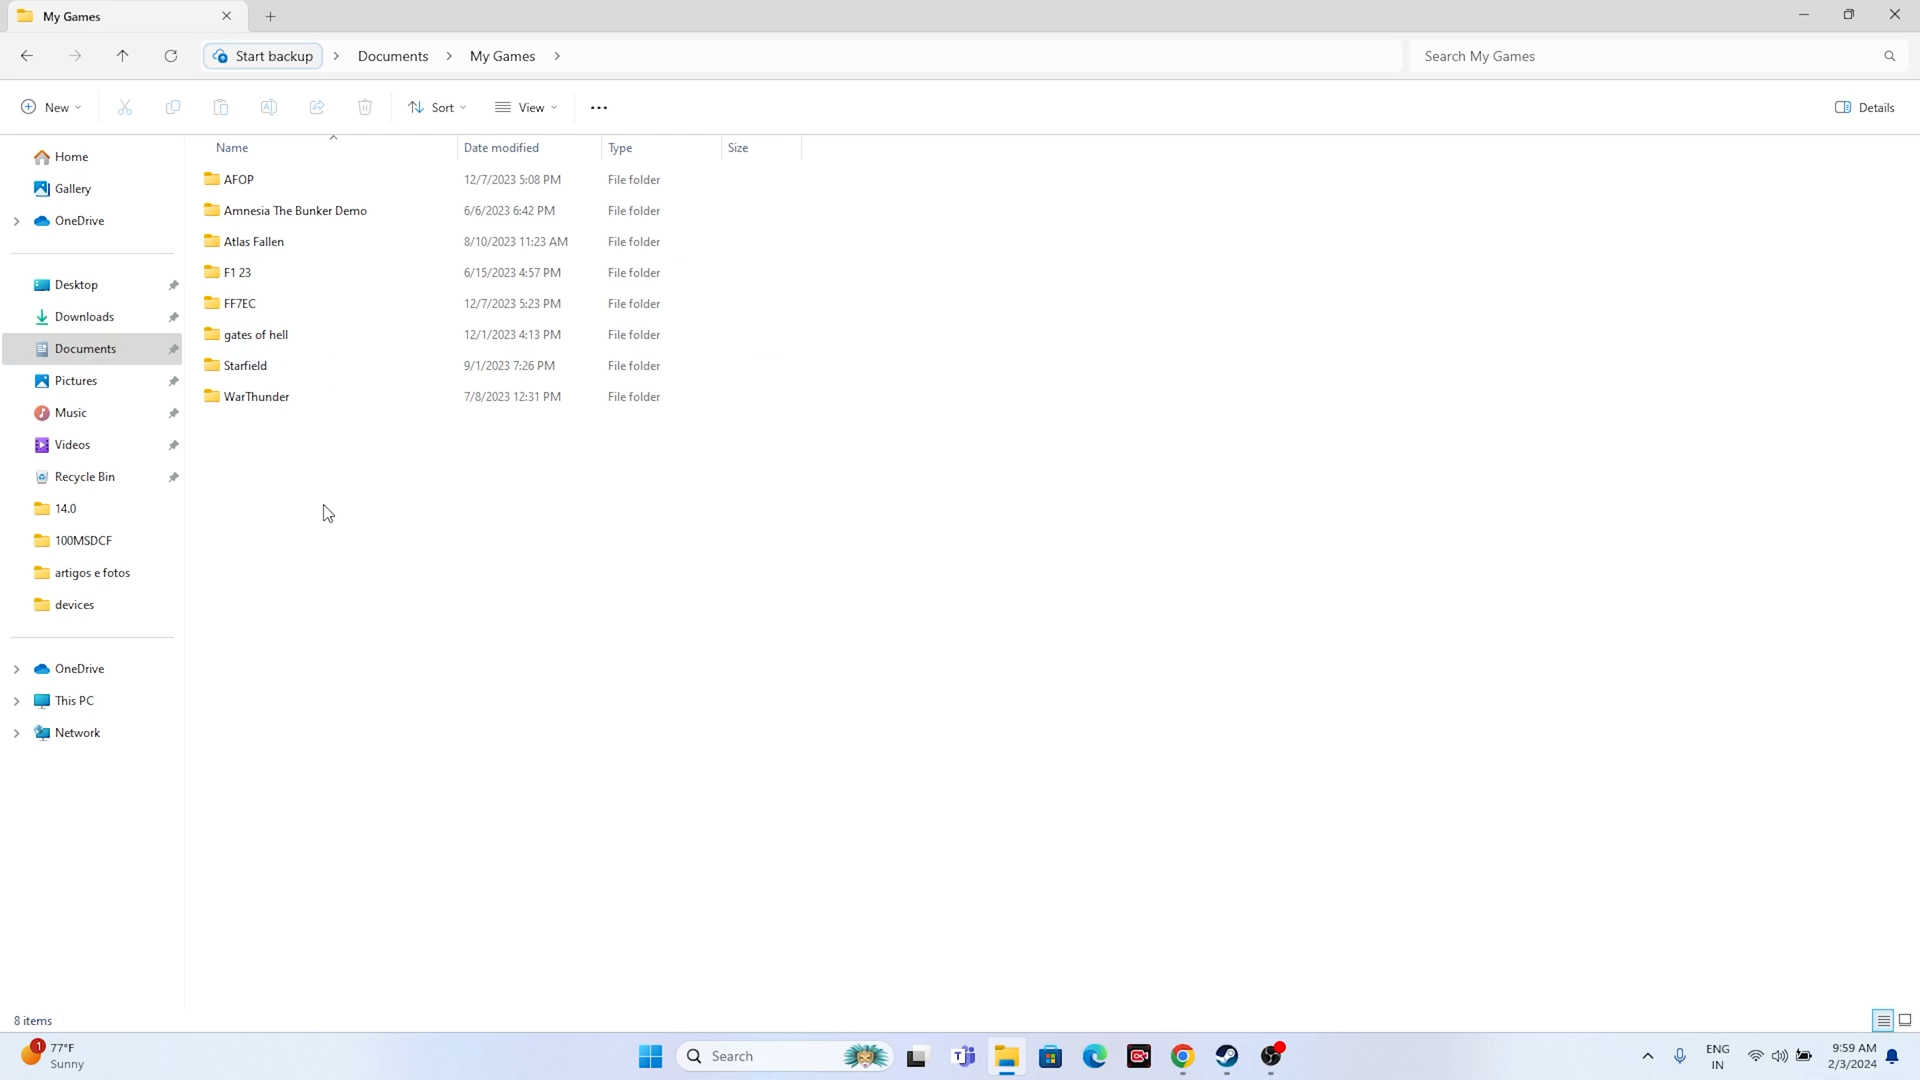 My Games
Start backup > Documents > My Games >
Search My Games
New
Sort
View
Details
Name Date modified Type Size
AFOP 12/7/2023 5:08 PM File folder
Amnesia The Bunker Demo 6/6/2023 6:42 PM File folder
Atlas Fallen 8/10/2023 11:23 AM File folder
F1 23 6/15/2023 4:57 PM File folder
FF7EC 12/7/2023 5:23 PM File folder
gates of hell 12/1/2023 4:13 PM File folder
Starfield 9/1/2023 7:26 PM File folder
WarThunder 7/8/2023 12:31 PM File folder
Home
Gallery
OneDrive
Desktop
Downloads
Documents
Pictures
Music
Videos
Recycle Bin
14.0
100MSDCF
artigos e fotos
devices
OneDrive
This PC
Network
8 items
1
77°F
Sunny
Search
ENG
IN
9:59 AM
2/3/2024